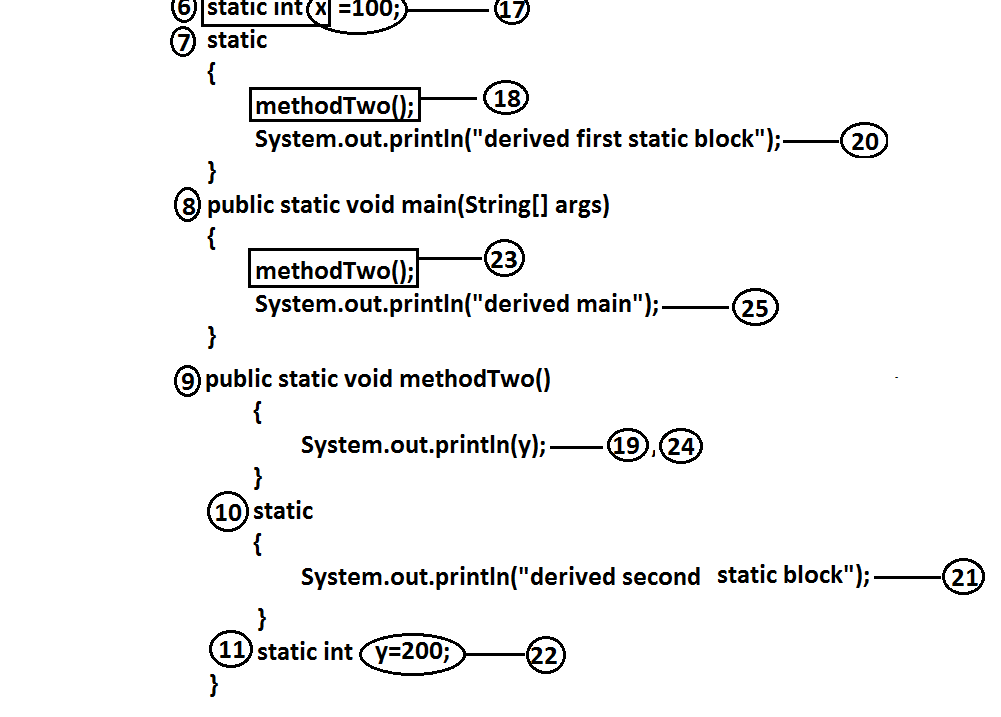 6 static int x =100; 17
7 static
{
methodTwo(); 18
System.out.println("derived first static block"); 20
}
8 public static void main(String[] args)
{
methodTwo(); 23
System.out.println("derived main"); 25
}
9 public static void methodTwo()
{
System.out.println(y); 19 , 24
}
10 static
{
System.out.println("derived second static block"); 21
}
11 static int y=200; 22
}